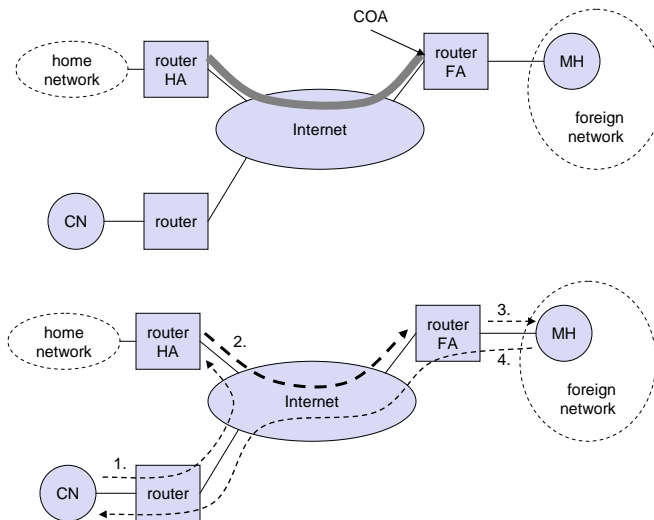 COA
router
HA
home
network
router
FA
MH
Internet
foreign
network
CN
router
router
HA
2.
home
network
router
FA
3.
MH
4.
Internet
foreign
network
1.
CN
router